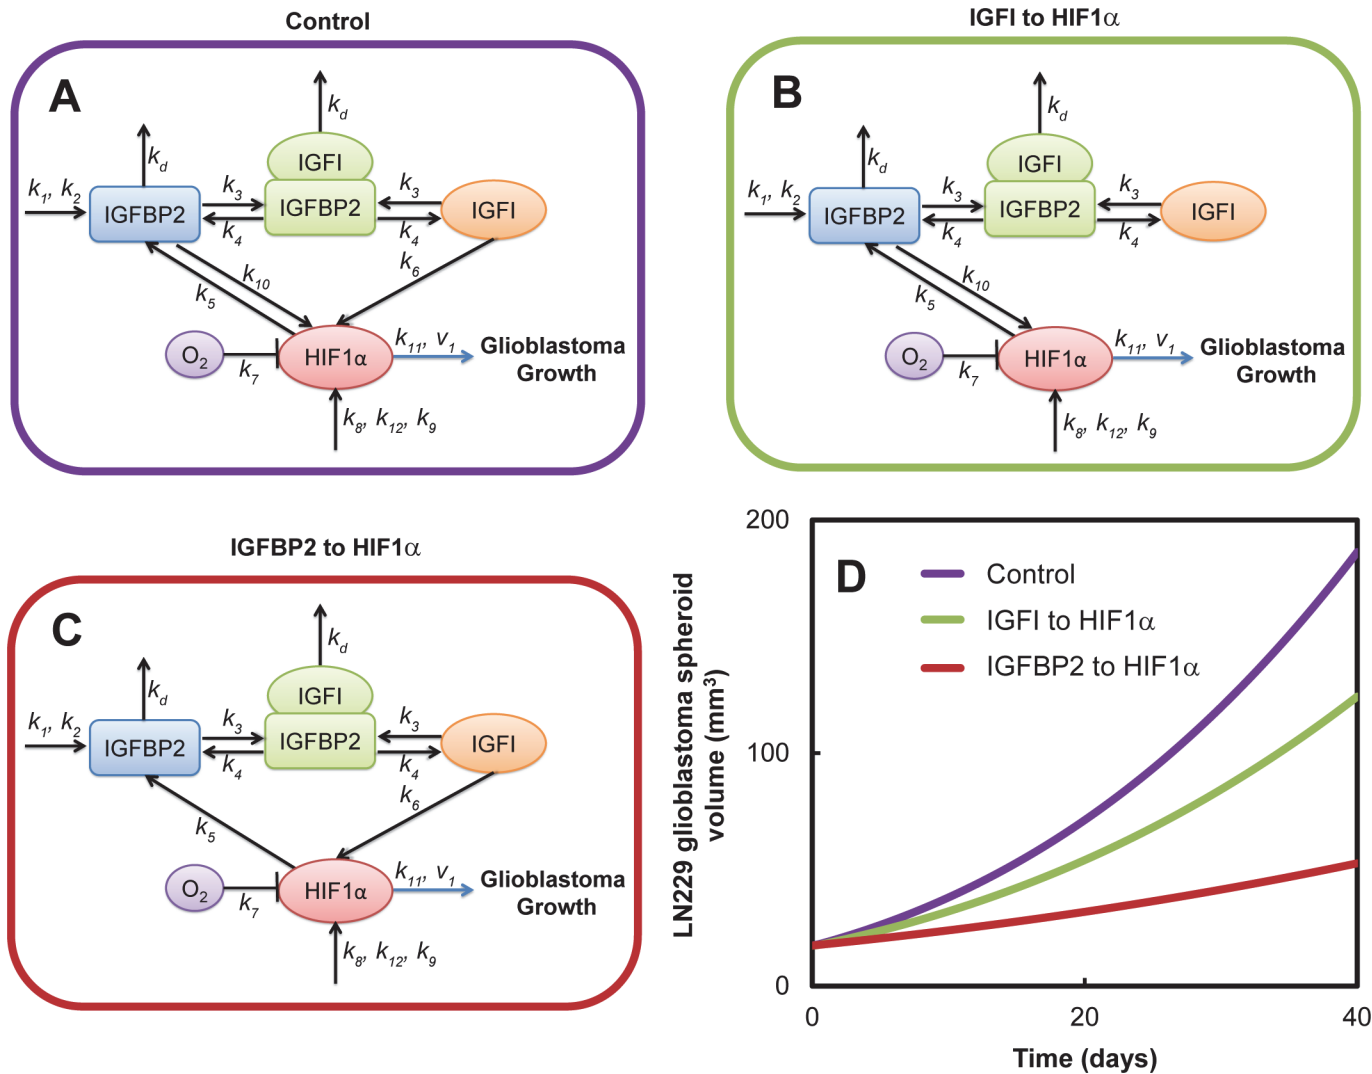 Control
A
k_d
IGFI
k_d
k_1, k_2
IGFBP2
k_3
k_4
IGFBP2
k_3
k_4
IGFI
k_10
k_5
k_6
O_2
k_7
HIF1α
k_11, v_1
Glioblastoma
Growth
k_8, k_12, k_9
IGFI to HIF1α
B
k_d
IGFI
k_d
k_1, k_2
IGFBP2
k_3
k_4
IGFBP2
k_3
k_4
IGFI
k_10
k_5
O_2
k_7
HIF1α
k_11, v_1
Glioblastoma
Growth
k_8, k_12, k_9
IGFBP2 to HIF1α
C
k_d
IGFI
k_d
k_1, k_2
IGFBP2
k_3
k_4
IGFBP2
k_3
k_4
IGFI
k_5
k_6
O_2
k_7
HIF1α
k_11, v_1
Glioblastoma
Growth
k_8, k_12, k_9
D
Control
IGFI to HIF1α
IGFBP2 to HIF1α
LN229 glioblastoma spheroid
volume (mm³)
200
100
0
0
20
40
Time (days)